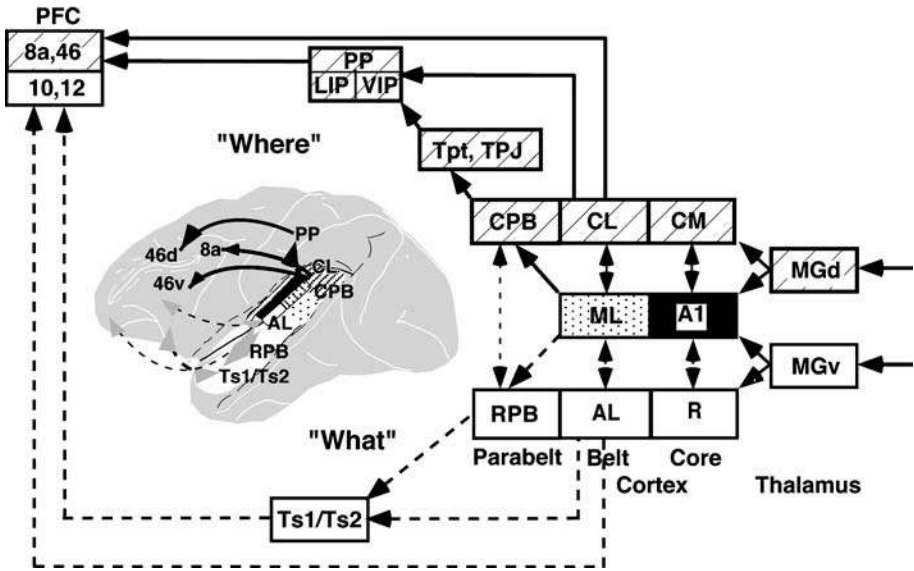 PFC
8a,46
10,12
PP
LIP VIP
"Where"
Tpt, TPJ
CPB CL CM
MGd
ML A1
MGv
RPB AL R
Parabelt Belt Core
Cortex Thalamus
PP
46d 8a
46v
CL
CPB
AL
RPB
Ts1/Ts2
"What"
Ts1/Ts2